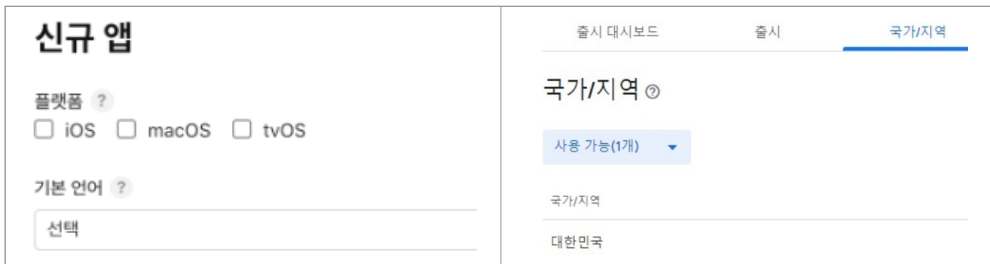 신규 앱
플랫폼 ?
iOS macOS tvOS
기본 언어 ?
선택
출시 대시보드 출시 국가/지역
국가/지역 ?
사용 가능(1개)
국가/지역
대한민국